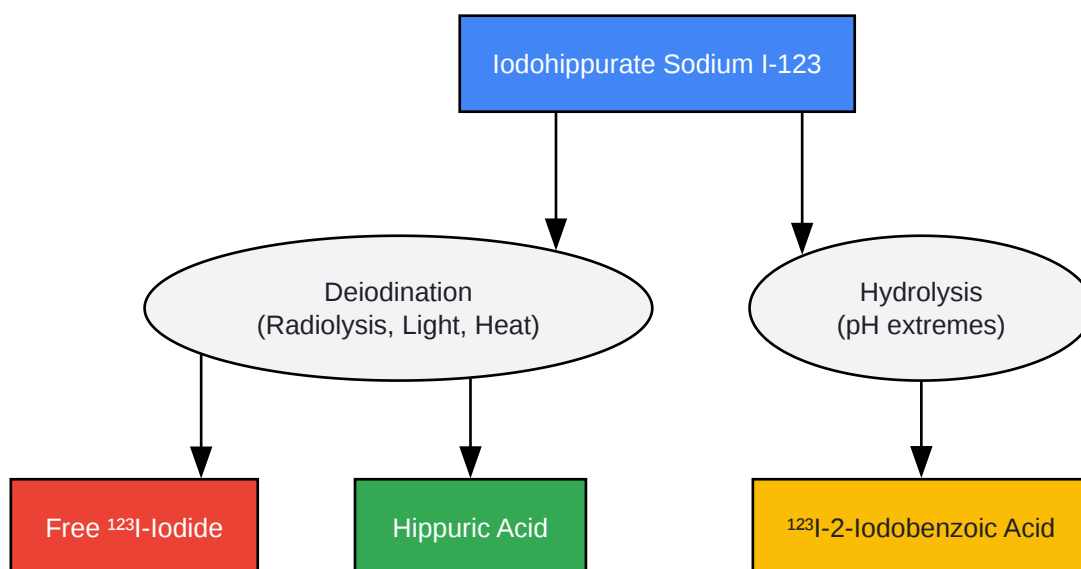 Iodohippurate Sodium I-123
Deiodination
(Radiolysis, Light, Heat)
Hydrolysis
(pH extremes)
Free ¹²³I-Iodide
Hippuric Acid
¹²³I-2-Iodobenzoic Acid